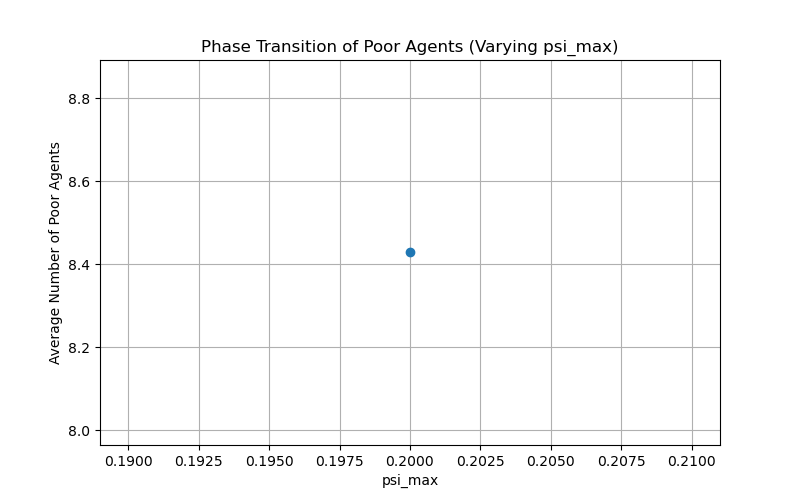 Phase Transition of Poor Agents (Varying psi_max)
Average Number of Poor Agents
8.8
8.6
8.4
8.2
8.0
0.1900 0.1925 0.1950 0.1975 0.2000 0.2025 0.2050 0.2075 0.2100
psi_max